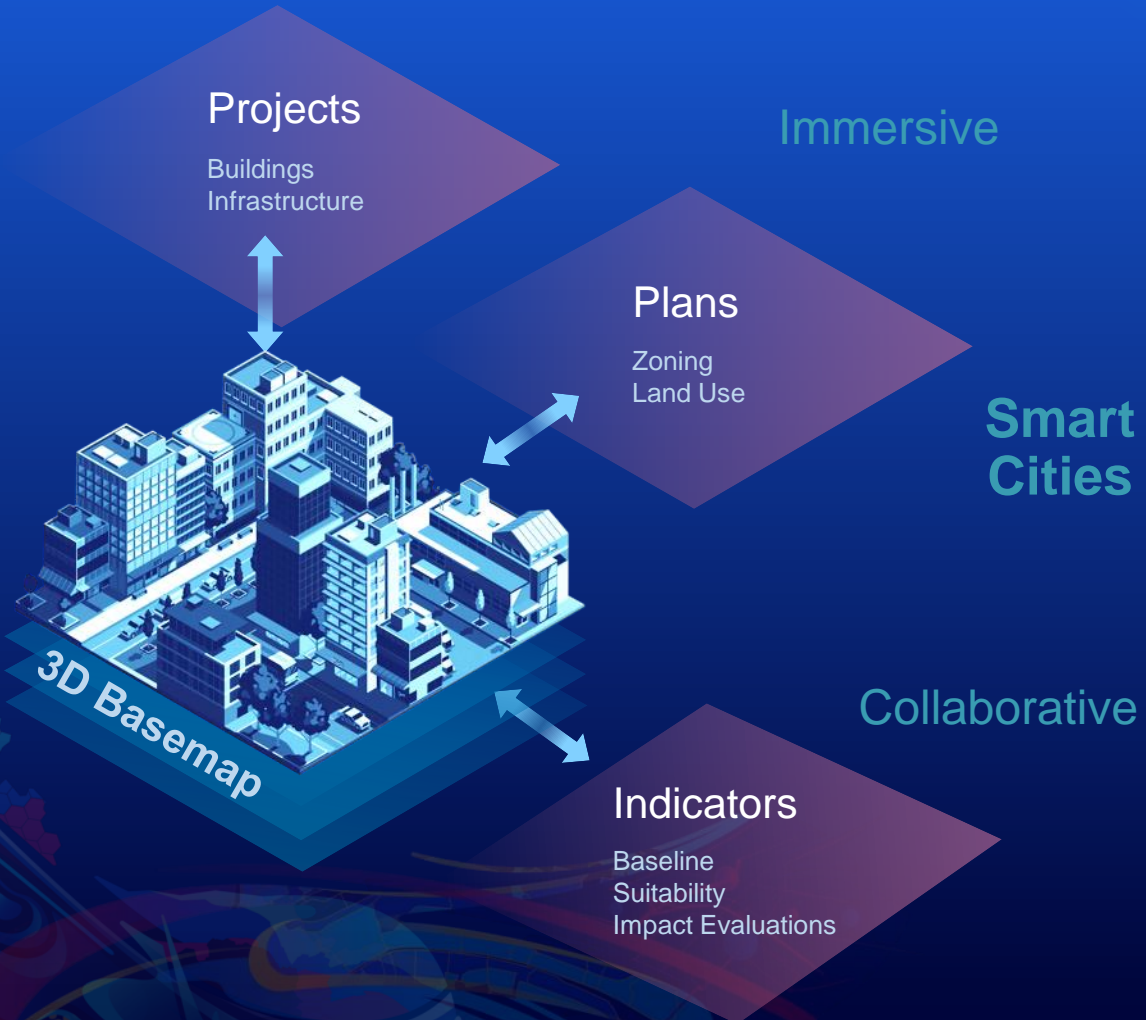 Projects
Buildings
Infrastructure
Immersive
Plans
Zoning
Land Use
Smart
Cities
3D Basemap
Collaborative
Indicators
Baseline
Suitability
Impact Evaluations